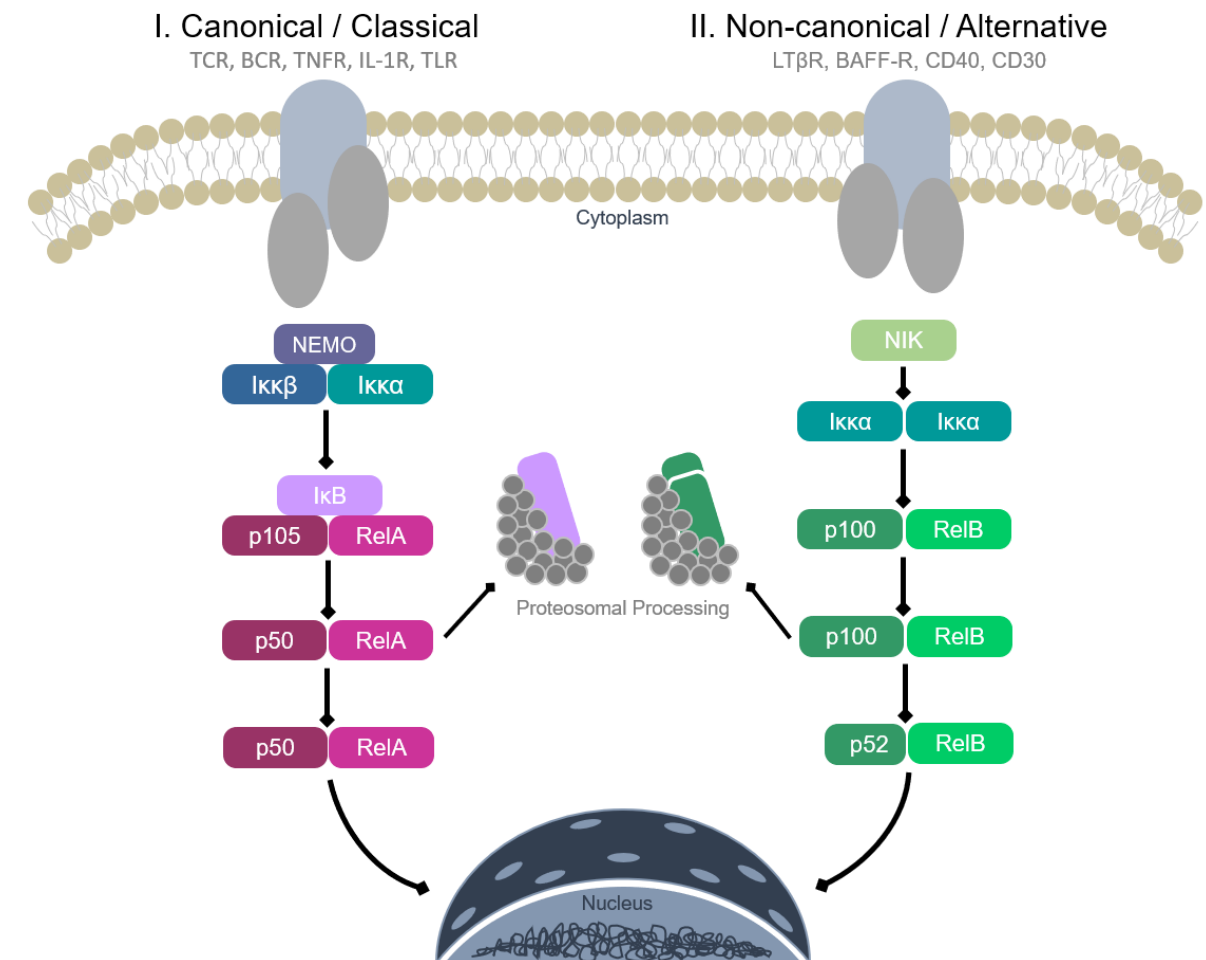 I. Canonical / Classical
TCR, BCR, TNFR, IL-1R, TLR
II. Non-canonical / Alternative
LTβR, BAFF-R, CD40, CD30
Cytoplasm
NEMO
Iκκβ
Iκκα
IκB
p105
RelA
p50
RelA
p50
RelA
Proteosomal Processing
NIK
Iκκα
Iκκα
p100
RelB
p100
RelB
p52
RelB
Nucleus